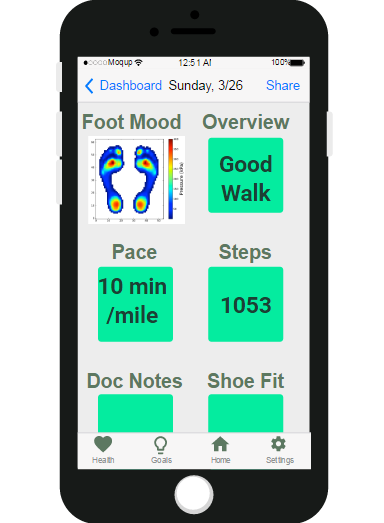 Moqup 12:51 AM 100%
Dashboard Sunday, 3/26 Share
Foot Mood Overview
Good
Walk
Pace Steps
10 min
/mile
1053
Doc Notes Shoe Fit
Health Goals Home Settings